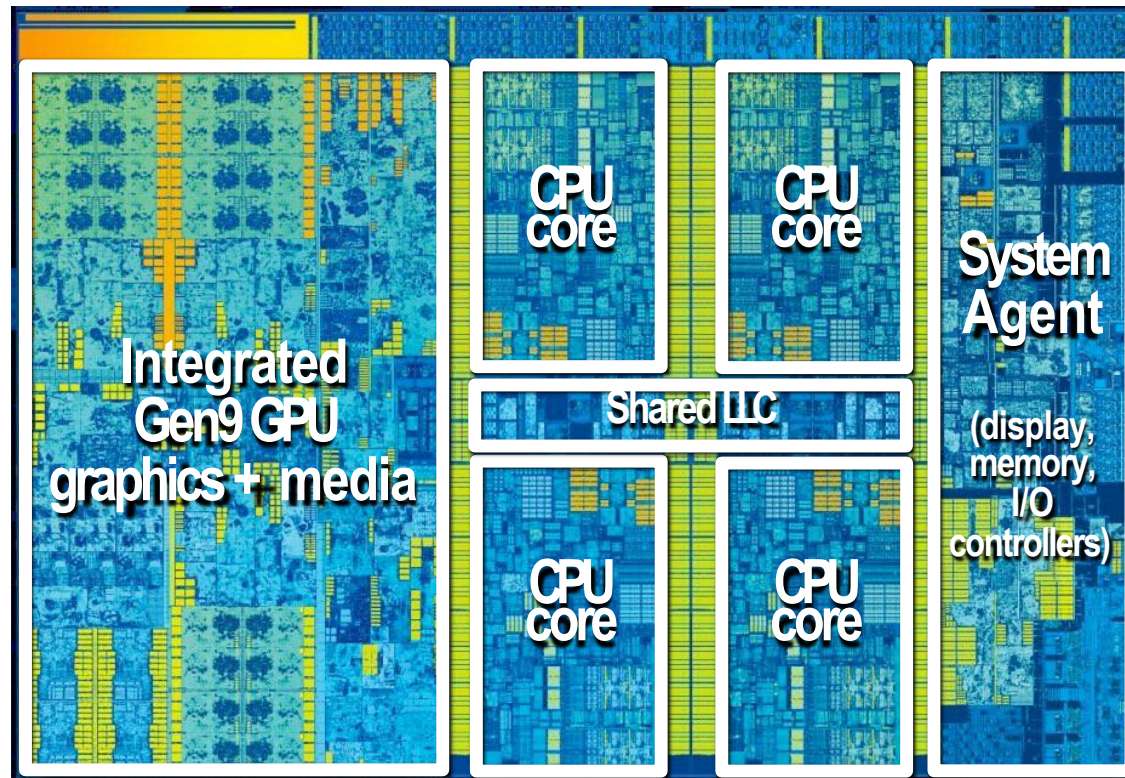 Integrated
Gen9 GPU
graphics + media
CPU
core
CPU
core
Shared LLC
CPU
core
CPU
core
System
Agent
(display,
memory,
I/O
controllers)